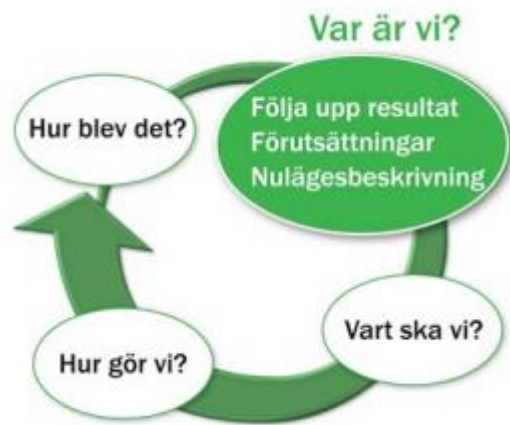 Var är vi?
Följa upp resultat
Förutsättningar
Nulägesbeskrivning
Vart ska vi?
Hur gör vi?
Hur blev det?